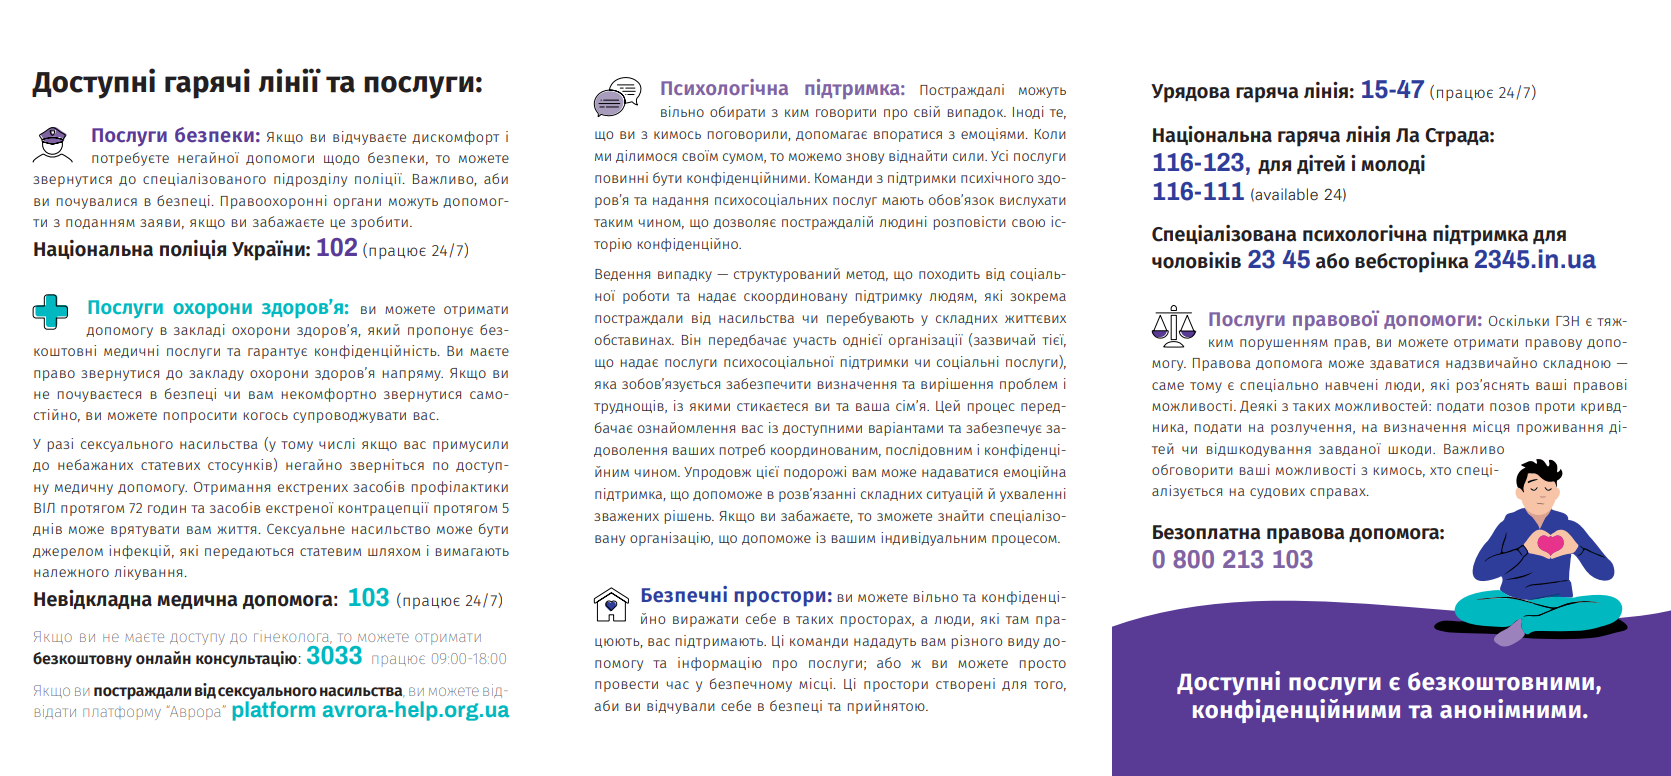 Доступні гарячі лінії та послуги:
Послуги безпеки: Якщо ви відчуваєте дискомфорт і
потребуєте негайної допомоги щодо безпеки, то можете
звернутися до спеціалізованого підрозділу поліції. Важливо, аби
ви почувалися в безпеці. Правоохоронні органи можуть допомог-
ти з поданням заяви, якщо ви забажаєте це зробити.
Національна поліція України: 102 (працює 24/7)
Послуги охорони здоров’я: ви можете отримати
допомогу в закладі охорони здоров’я, який пропонує без-
коштовні медичні послуги та гарантує конфіденційність. Ви маєте
право звернутися до закладу охорони здоров’я напряму. Якщо ви
не почуваєтеся в безпеці чи вам некомфортно звернутися само-
стійно, ви можете попросити когось супроводжувати вас.
У разі сексуального насильства (у тому числі якщо вас примусили
до небажаних статевих стосунків) негайно зверніться по доступ-
ну медичну допомогу. Отримання екстрених засобів профілактики
ВІЛ протягом 72 годин та засобів екстреної контрацепції протягом 5
днів може врятувати вам життя. Сексуальне насильство може бути
джерелом інфекцій, які передаються статевим шляхом і вимагають
належного лікування.
Невідкладна медична допомога: 103 (працює 24/7)
Якщо ви не маєте доступу до гінеколога, то можете отримати
безкоштовну онлайн консультацію: 3033 працює 09:00-18:00
Якщо ви постраждали від сексуального насильства, ви можете від-
відати платформу “Аврора” platform avrora-help.org.ua
Психологічна підтримка: Постраждалі можуть
вільно обирати з ким говорити про свій випадок. Іноді те,
що ви з кимось поговорили, допомагає впоратися з емоціями. Коли
ми ділимося своїм сумом, то можемо знову віднайти сили. Усі послуги
повинні бути конфіденційними. Команди з підтримки психічного здо-
ров’я та надання психосоціальних послуг мають обов’язок вислухати
таким чином, що дозволяє постраждалій людині розповісти свою іс-
торію конфіденційно.
Ведення випадку — структурований метод, що походить від соціаль-
ної роботи та надає скоординовану підтримку людям, які зокрема
постраждали від насильства чи перебувають у складних життєвих
обставинах. Він передбачає участь однієї організації (зазвичай тієї,
що надає послуги психосоціальної підтримки чи соціальні послуги),
яка зобов’язується забезпечити визначення та вирішення проблем і
труднощів, із якими стикаєтеся ви та ваша сім’я. Цей процес перед-
бачає ознайомлення вас із доступними варіантами та забезпечує за-
доволення ваших потреб координованим, послідовним і конфіденці-
йним чином. Упродовж цієї подорожі вам може надаватися емоційна
підтримка, що допоможе в розв’язанні складних ситуацій й ухваленні
зважених рішень. Якщо ви забажаєте, то зможете знайти спеціалізо-
вану організацію, що допоможе із вашим індивідуальним процесом.
Безпечні простори: ви можете вільно та конфіденці-
йно виражати себе в таких просторах, а люди, які там пра-
цюють, вас підтримають. Ці команди нададуть вам різного виду до-
помогу та інформацію про послуги; або ж ви можете просто
провести час у безпечному місці. Ці простори створені для того,
аби ви відчували себе в безпеці та прийнятою.
Урядова гаряча лінія: 15-47 (працює 24/7)
Національна гаряча лінія Ла Страда:
116-123, для дітей і молоді
116-111 (available 24)
Спеціалізована психологічна підтримка для
чоловіків 23 45 або вебсторінка 2345.in.ua
Послуги правової допомоги: Оскільки ГЗН є тяж-
ким порушенням прав, ви можете отримати правову допо-
могу. Правова допомога може здаватися надзвичайно складною —
саме тому є спеціально навчені люди, які роз’яснять ваші правові
можливості. Деякі з таких можливостей: подати позов проти кривд-
ника, подати на розлучення, на визначення місця проживання ді-
тей чи відшкодування завданої шкоди. Важливо
обговорити ваші можливості з кимось, хто спеці-
алізується на судових справах.
Безоплатна правова допомога:
0 800 213 103
Доступні послуги є безкоштовними,
конфіденційними та анонімними.